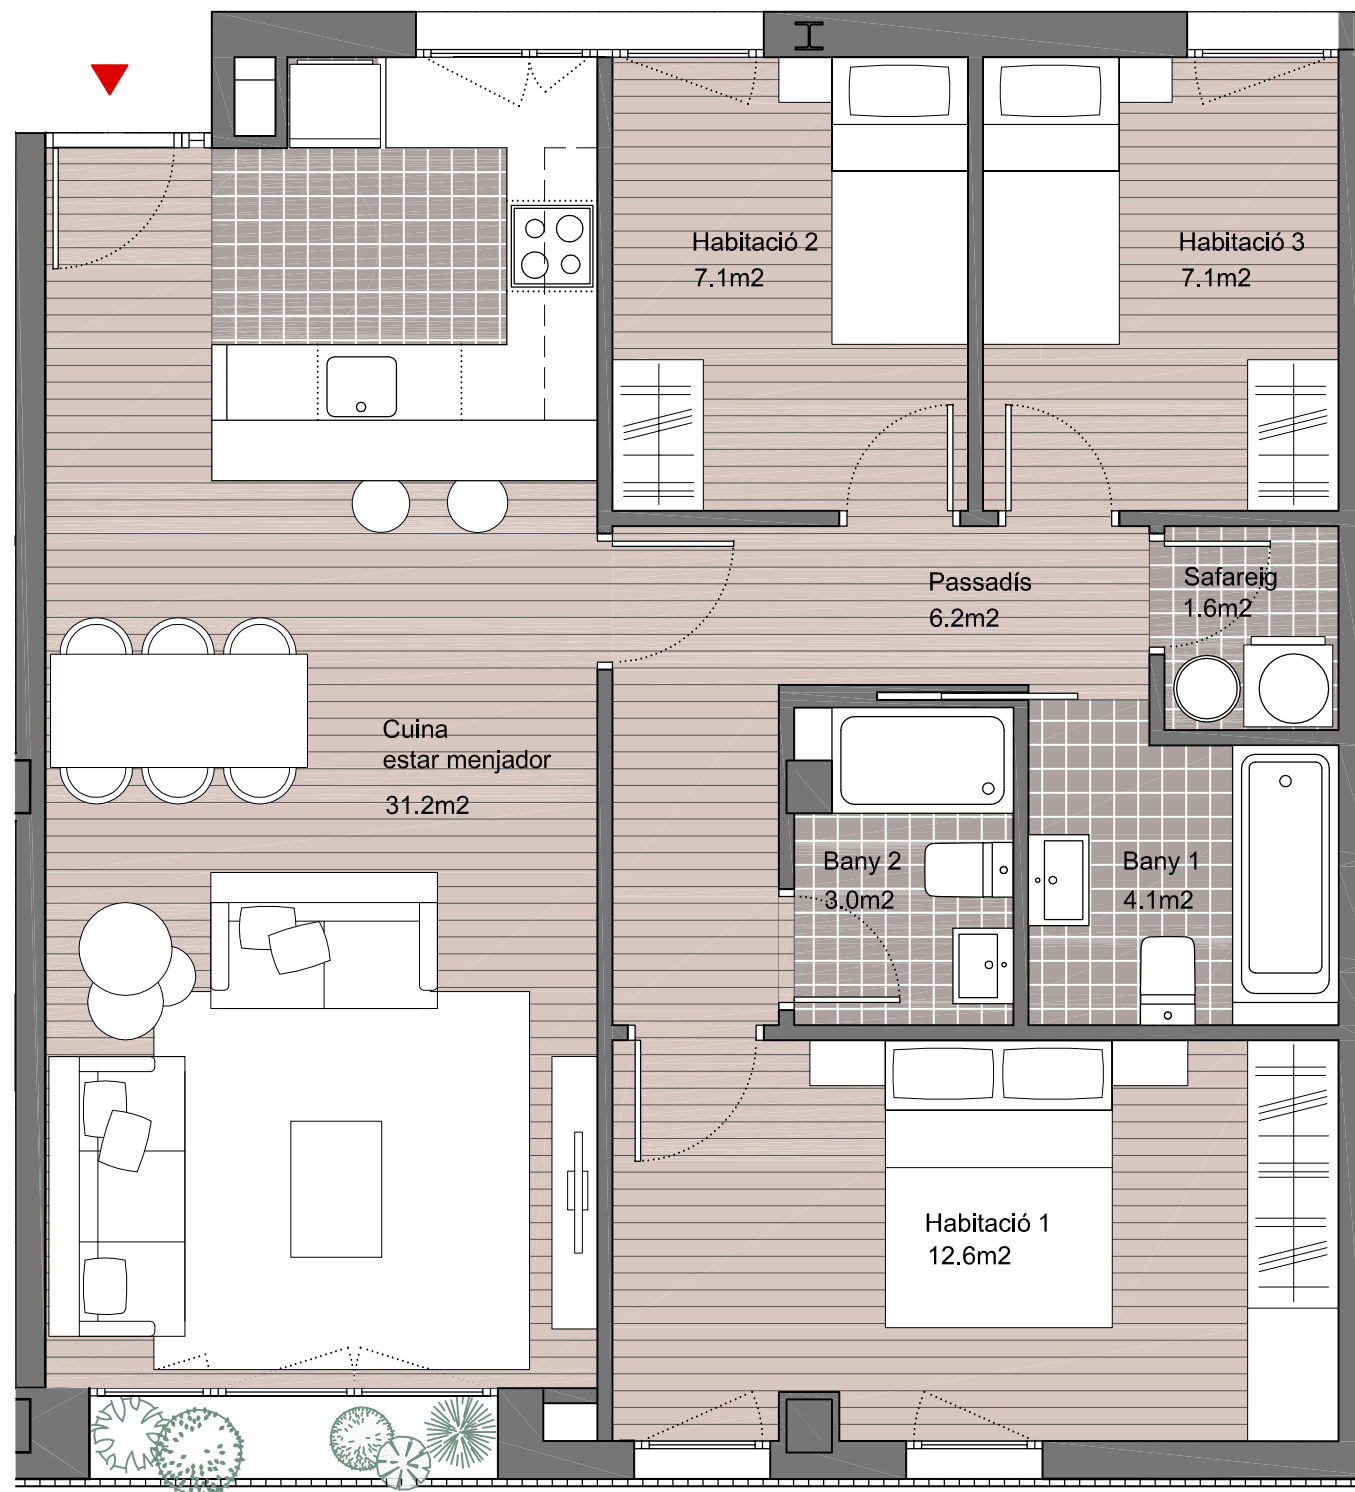 Habitació 2
7.1m2
Habitació 3
7.1m2
Passadís
6.2m2
Safareig
1.6m2
Cuina
estar menjador
31.2m2
Bany 2
3.0m2
Bany 1
4.1m2
Habitació 1
12.6m2